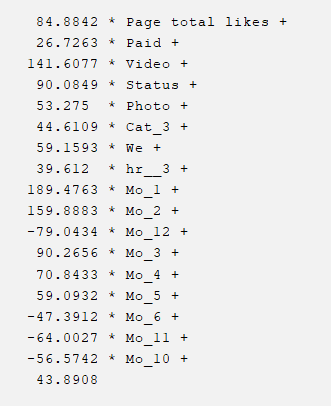 84.8842 * Page total likes +
26.7263 * Paid +
141.6077 * Video +
90.0849 * Status +
53.275 * Photo +
44.6109 * Cat_3 +
59.1593 * We +
39.612 * hr__3 +
189.4763 * Mo_1 +
159.8883 * Mo_2 +
-79.0434 * Mo_12 +
90.2656 * Mo_3 +
70.8433 * Mo_4 +
59.0932 * Mo_5 +
-47.3912 * Mo_6 +
-64.0027 * Mo_11 +
-56.5742 * Mo_10 +
43.8908